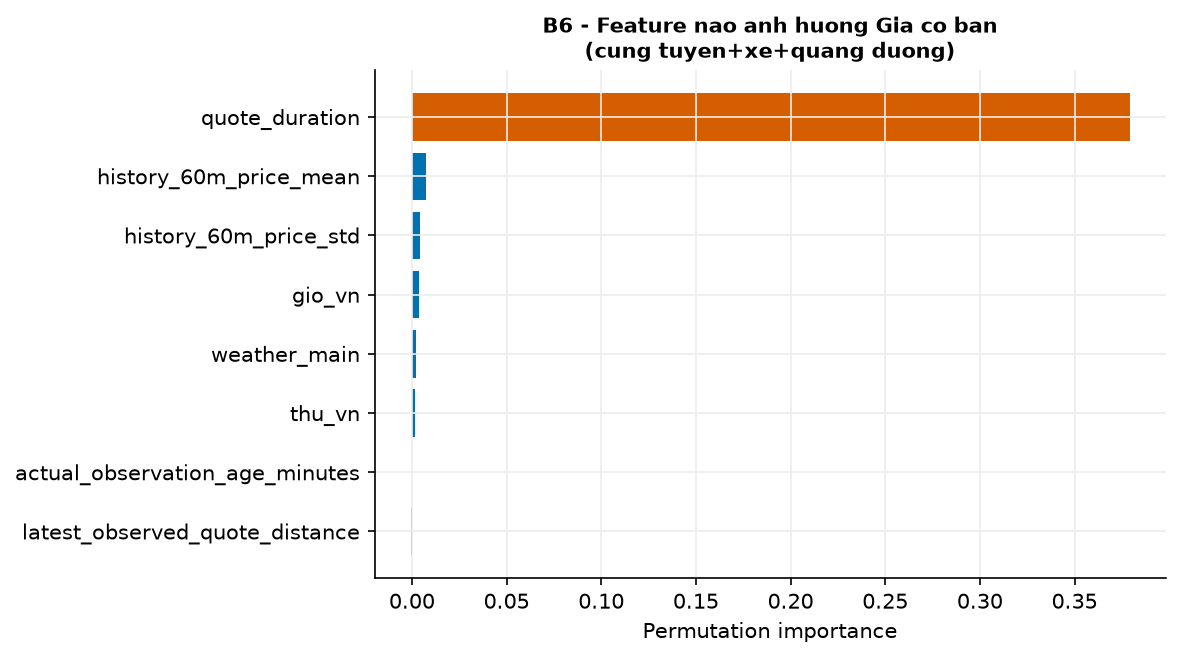 B6 - Feature nao anh huong Gia co ban
(cung tuyen+xe+quang duong)
quote_duration
history_60m_price_mean
history_60m_price_std
gio_vn
weather_main
thu_vn
actual_observation_age_minutes
latest_observed_quote_distance
0.00 0.05 0.10 0.15 0.20 0.25 0.30 0.35
Permutation importance